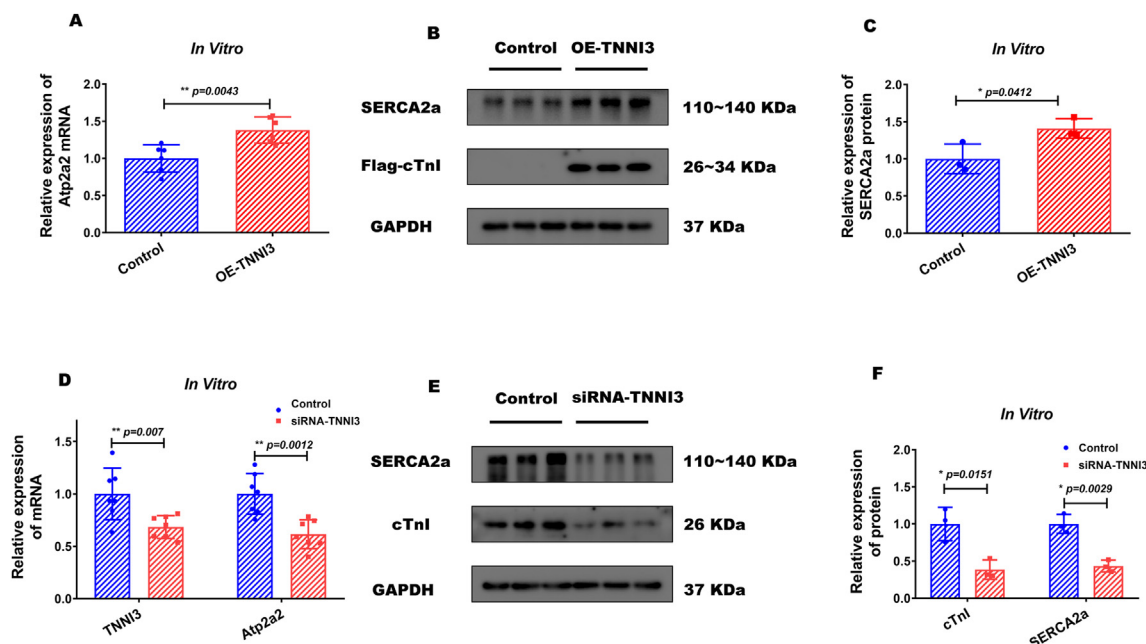 A
In Vitro
** p=0.0043
Relative expression of
Atp2a2 mRNA
2.0
1.5
1.0
0.5
0.0
Control
OE-TNNI3
B
Control OE-TNNI3
SERCA2a 110~140 KDa
Flag-cTnI 26~34 KDa
GAPDH 37 KDa
C
In Vitro
* p=0.0412
Relative expression of
SERCA2a protein
2.0
1.5
1.0
0.5
0.0
Control
OE-TNNI3
D
In Vitro
Control
siRNA-TNNI3
** p=0.007
** p=0.0012
Relative expression
of mRNA
1.5
1.0
0.5
0.0
TNNI3
Atp2a2
E
Control siRNA-TNNI3
SERCA2a 110~140 KDa
cTnI 26 KDa
GAPDH 37 KDa
F
In Vitro
Control
siRNA-TNNI3
* p=0.0151
* p=0.0029
Relative expression
of protein
2.0
1.5
1.0
0.5
0.0
cTnI
SERCA2a